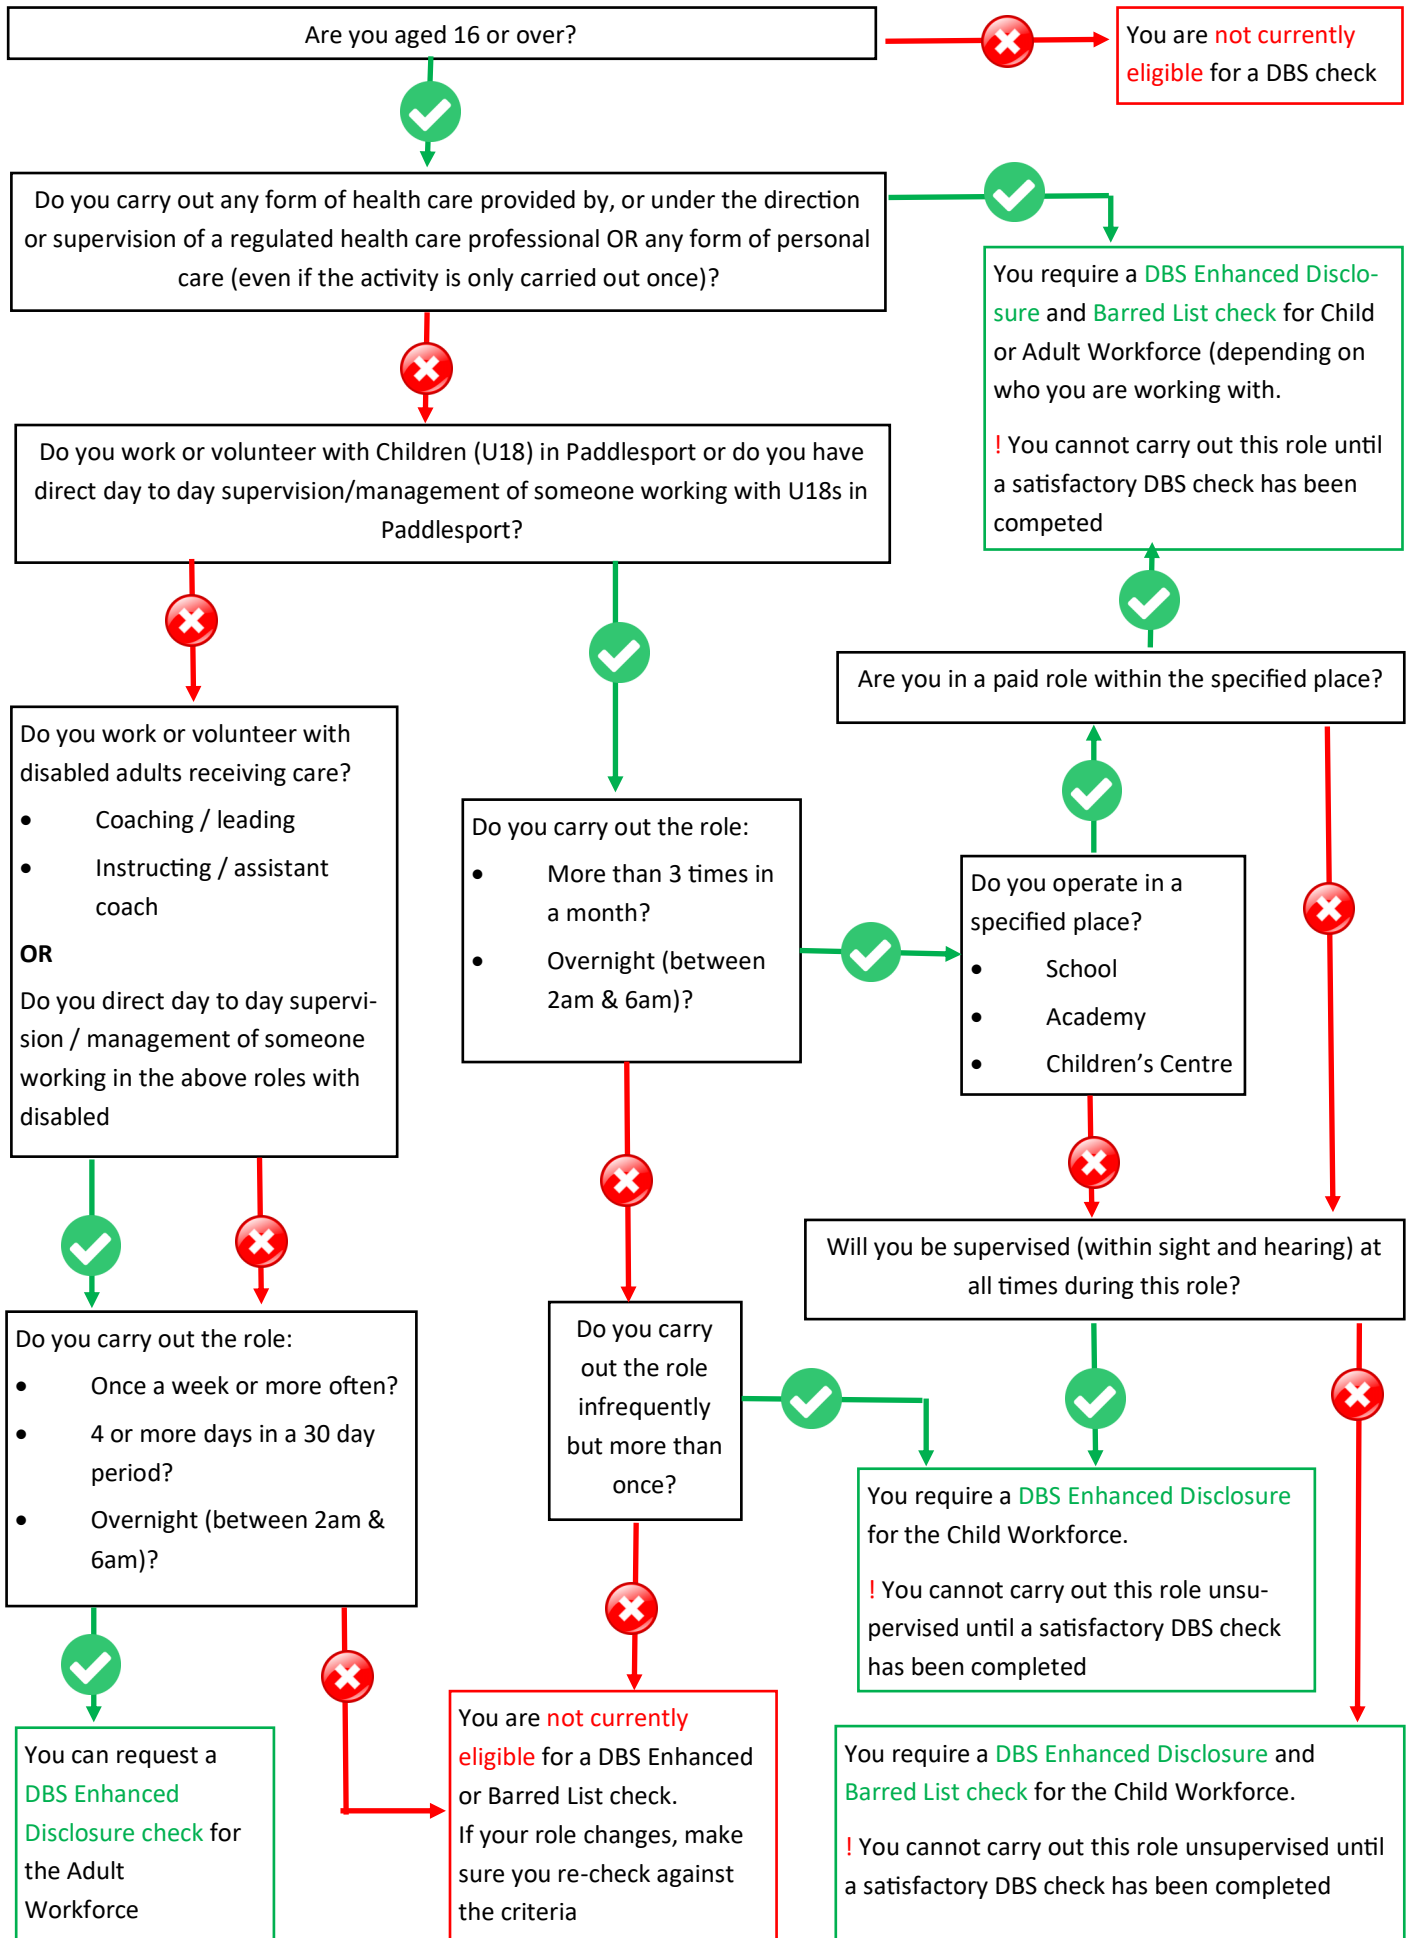 Are you aged 16 or over?
You are not currently
eligible for a DBS check
Do you carry out any form of health care provided by, or under the direction
or supervision of a regulated health care professional OR any form of personal
care (even if the activity is only carried out once)?
You require a DBS Enhanced Disclo-
sure and Barred List check for Child
or Adult Workforce (depending on
who you are working with.
! You cannot carry out this role until
a satisfactory DBS check has been
competed
Do you work or volunteer with Children (U18) in Paddlesport or do you have
direct day to day supervision/management of someone working with U18s in
Paddlesport?
Are you in a paid role within the specified place?
Do you work or volunteer with
disabled adults receiving care?
• Coaching / leading
• Instructing / assistant
coach
OR
Do you direct day to day supervi-
sion / management of someone
working in the above roles with
disabled
Do you carry out the role:
• More than 3 times in
a month?
• Overnight (between
2am & 6am)?
Do you operate in a
specified place?
• School
• Academy
• Children's Centre
Will you be supervised (within sight and hearing) at
all times during this role?
Do you carry out the role:
• Once a week or more often?
• 4 or more days in a 30 day
period?
• Overnight (between 2am &
6am)?
Do you carry
out the role
infrequently
but more than
once?
You require a DBS Enhanced Disclosure
for the Child Workforce.
! You cannot carry out this role unsu-
pervised until a satisfactory DBS check
has been completed
You can request a
DBS Enhanced
Disclosure check for
the Adult
Workforce
You are not currently
eligible for a DBS Enhanced
or Barred List check.
If your role changes, make
sure you re-check against
the criteria
You require a DBS Enhanced Disclosure and
Barred List check for the Child Workforce.
! You cannot carry out this role unsupervised until
a satisfactory DBS check has been completed